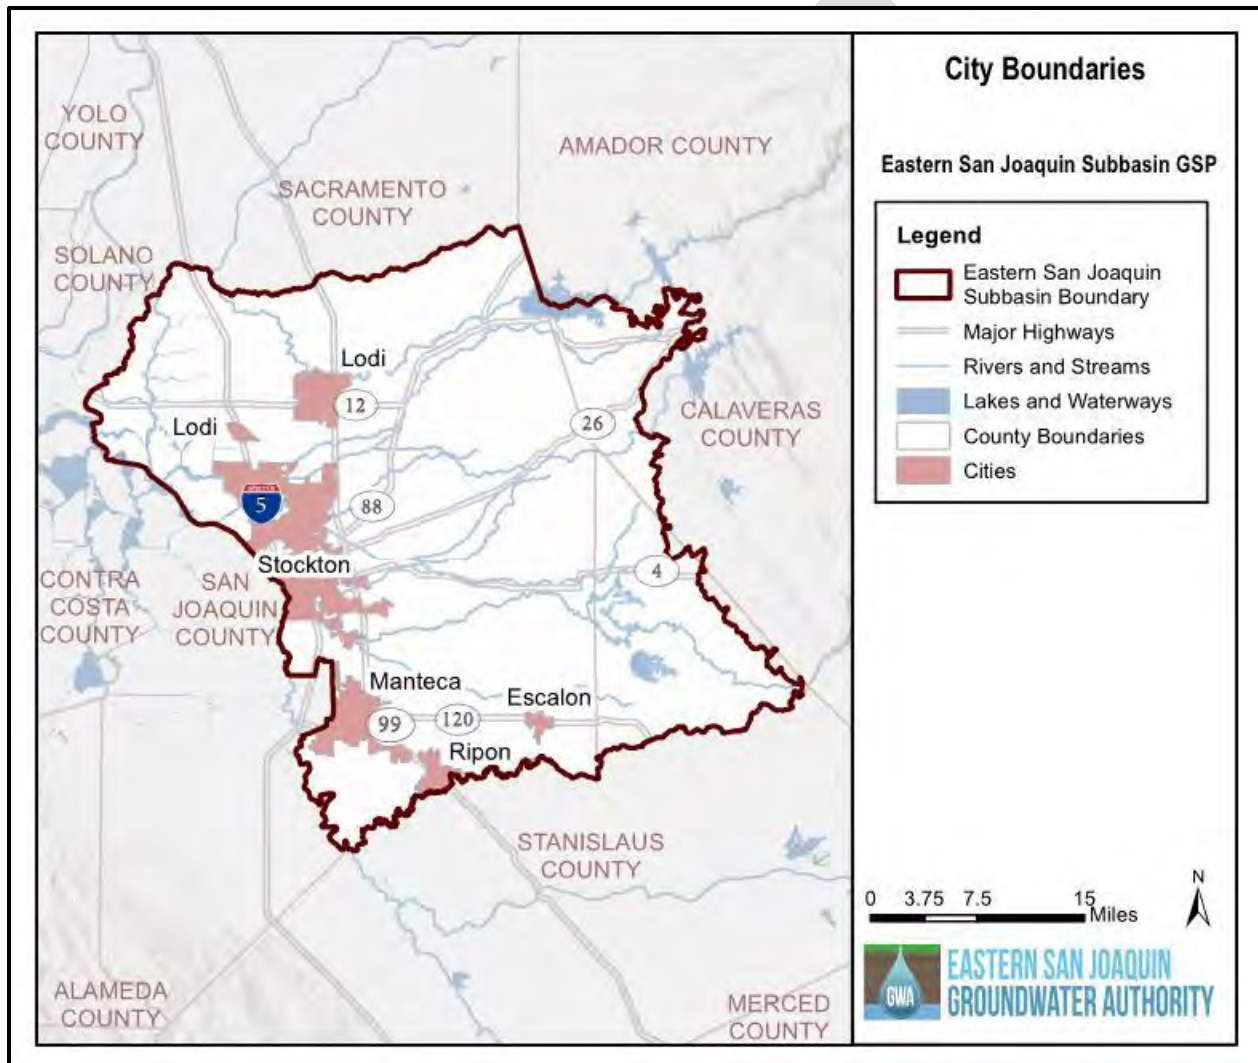 City Boundaries
Eastern San Joaquin Subbasin GSP
Legend
Eastern San Joaquin
Subbasin Boundary
Major Highways
Rivers and Streams
Lakes and Waterways
County Boundaries
Cities
YOLO
COUNTY
AMADOR COUNTY
SACRAMENTO
COUNTY
SOLANO
COUNTY
Lodi
12
Lodi
26
CALAVERAS
COUNTY
5
88
Stockton
4
CONTRA
COSTA
COUNTY
SAN
JOAQUIN
COUNTY
Manteca
Escalon
99
120
Ripon
STANISLAUS
COUNTY
ALAMEDA
COUNTY
MERCED
COUNTY
N
0 3.75 7.5 15
Miles
GWA
EASTERN SAN JOAQUIN
GROUNDWATER AUTHORITY